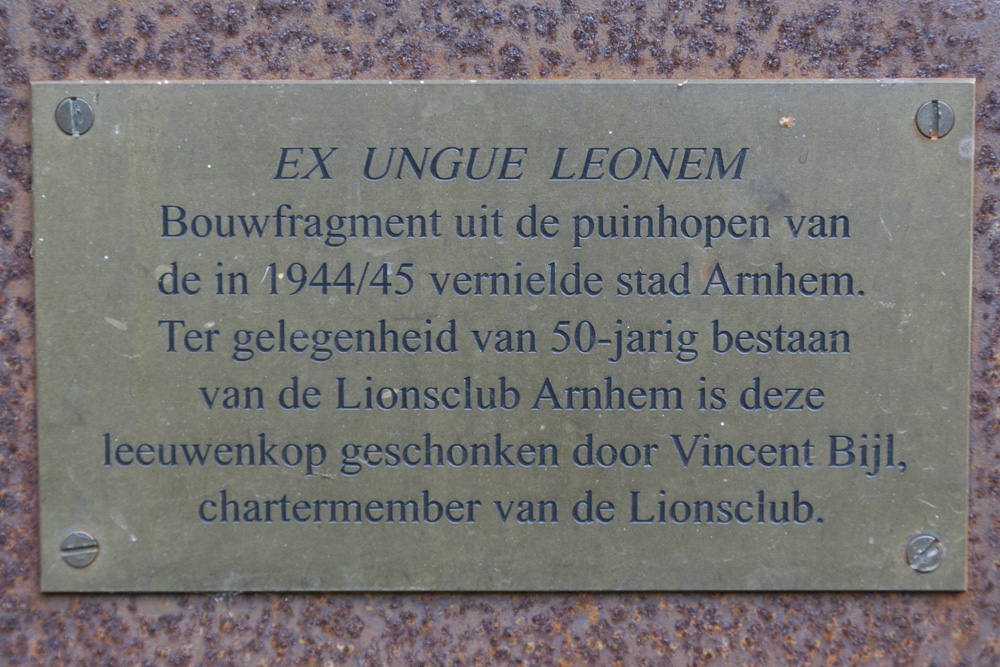 EX UNGUE LEONEM
Bouwfragment uit de puinhopen van
de in 1944/45 vernielde stad Arnhem.
Ter gelegenheid van 50-jarig bestaan
van de Lionsclub Arnhem is deze
leeuwenkop geschonken door Vincent Bijl,
chartermember van de Lionsclub.